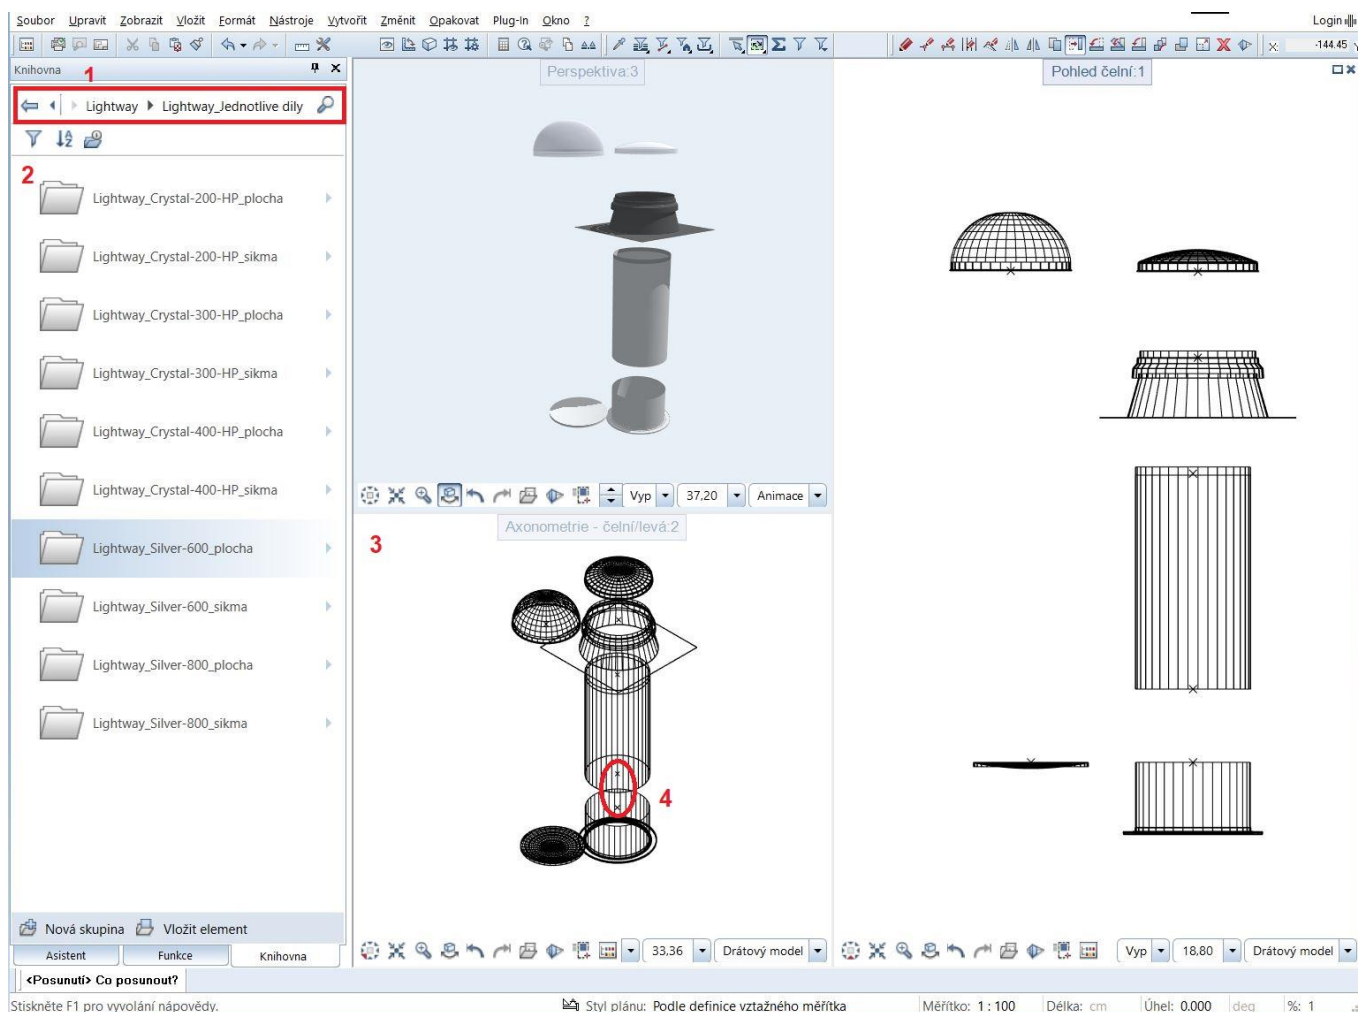 Soubor Upravit Zobrazit Vložit Formát Nástroje Vytvořit Změnit Opakovat Plug-In Okno ? Login
X: -144.45
Knihovna
1
Lightway Lightway_Jednotlive dily
2
Lightway_Crystal-200-HP_plocha
Lightway_Crystal-200-HP_sikma
Lightway_Crystal-300-HP_plocha
Lightway_Crystal-300-HP_sikma
Lightway_Crystal-400-HP_plocha
Lightway_Crystal-400-HP_sikma
Lightway_Silver-600_plocha
Lightway_Silver-600_sikma
Lightway_Silver-800_plocha
Lightway_Silver-800_sikma
Nová skupina Vložit element
Asistent Funkce Knihovna
Perspektiva:3
Vyp 37,20 Animace
Axonometrie - čelní/levá:2
3
4
33,36 Drátový model
Pohled čelní:1
Vyp 18,80 Drátový model
<Posunutí> Co posunout?
Stiskněte F1 pro vyvolání nápovědy. Styl plánu: Podle definice vztažného měřítka Měřítko: 1 : 100 Délka: cm Úhel: 0.000 deg %: 1